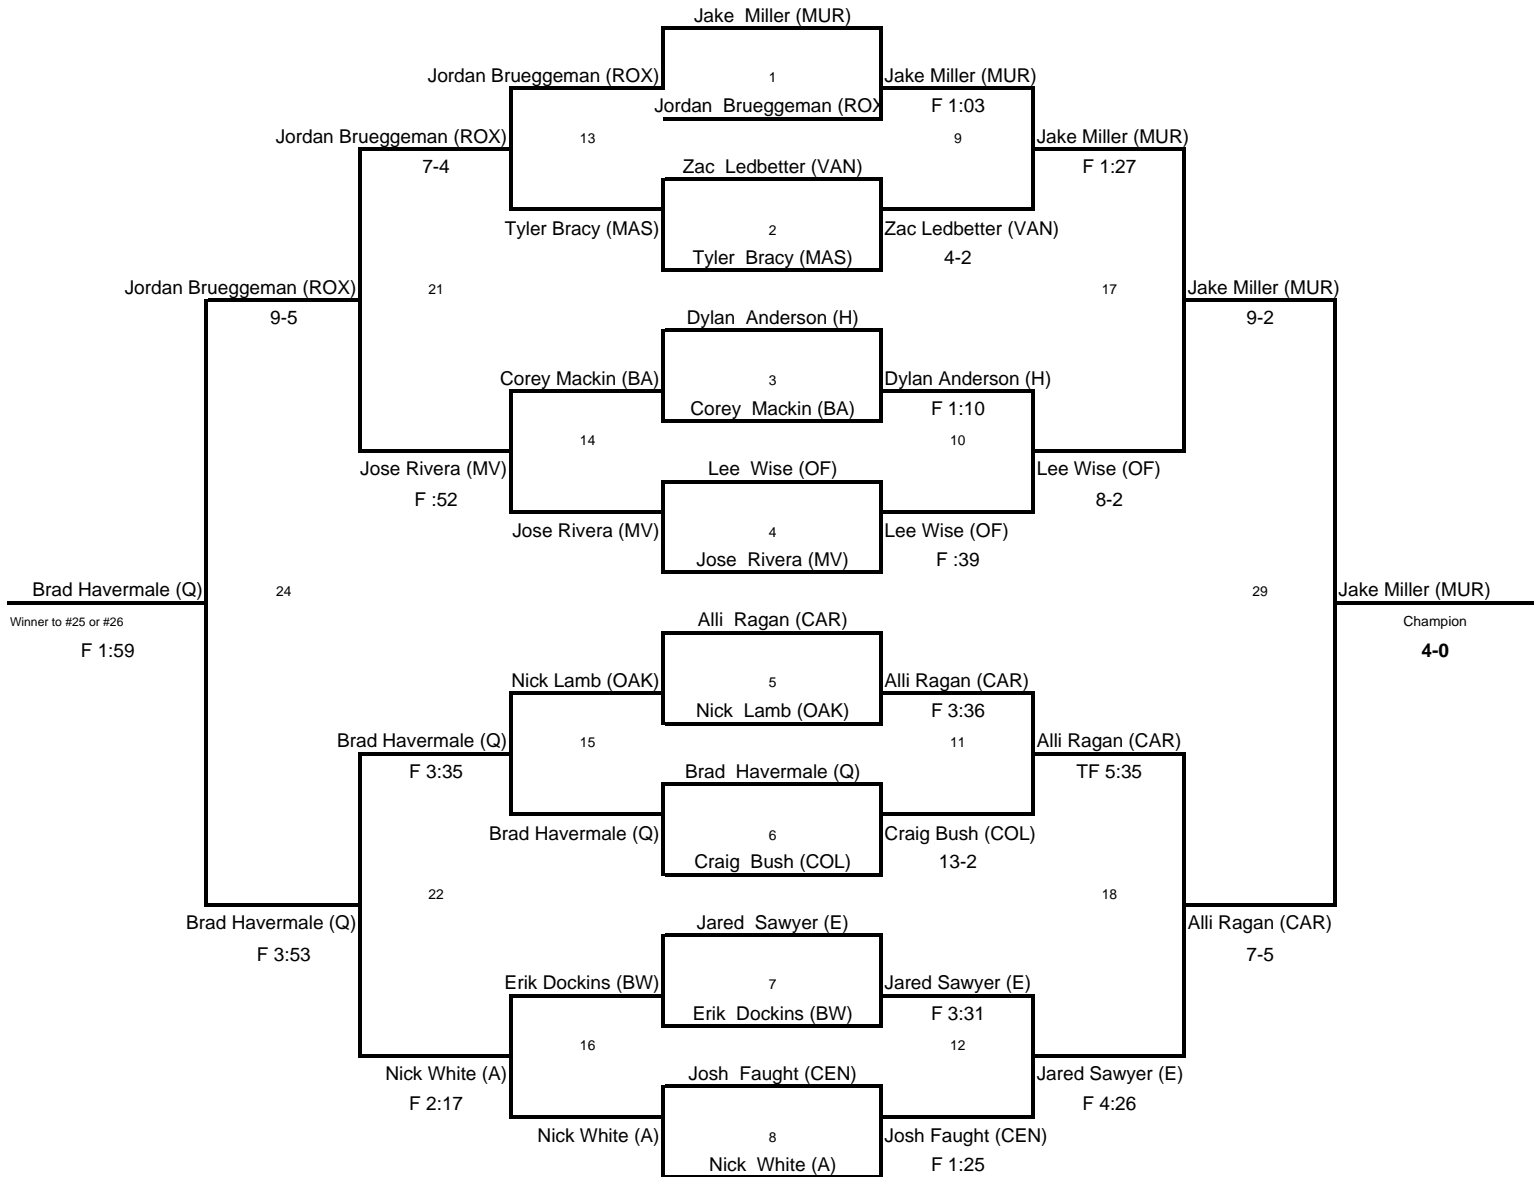 Jake Miller (MUR)
Jordan Brueggeman (ROX)
1
Jake Miller (MUR)
Jordan Brueggeman (ROX
F 1:03
Jordan Brueggeman (ROX)
13
9
Jake Miller (MUR)
7-4
Zac Ledbetter (VAN)
F 1:27
Tyler Bracy (MAS)
2
Zac Ledbetter (VAN)
Tyler Bracy (MAS)
4-2
Jordan Brueggeman (ROX)
21
17
Jake Miller (MUR)
9-5
Dylan Anderson (H)
9-2
Corey Mackin (BA)
3
Dylan Anderson (H)
Corey Mackin (BA)
F 1:10
14
10
Jose Rivera (MV)
Lee Wise (OF)
Lee Wise (OF)
F :52
8-2
Jose Rivera (MV)
4
Lee Wise (OF)
Jose Rivera (MV)
F :39
Brad Havermale (Q)
24
29
Jake Miller (MUR)
Winner to #25 or #26
Alli Ragan (CAR)
Champion
F 1:59
4-0
Nick Lamb (OAK)
5
Alli Ragan (CAR)
Nick Lamb (OAK)
F 3:36
Brad Havermale (Q)
15
11
Alli Ragan (CAR)
F 3:35
Brad Havermale (Q)
TF 5:35
Brad Havermale (Q)
6
Craig Bush (COL)
Craig Bush (COL)
13-2
22
18
Brad Havermale (Q)
Jared Sawyer (E)
Alli Ragan (CAR)
F 3:53
7-5
Erik Dockins (BW)
7
Jared Sawyer (E)
Erik Dockins (BW)
F 3:31
16
12
Nick White (A)
Josh Faught (CEN)
Jared Sawyer (E)
F 2:17
F 4:26
Nick White (A)
8
Josh Faught (CEN)
Nick White (A)
F 1:25